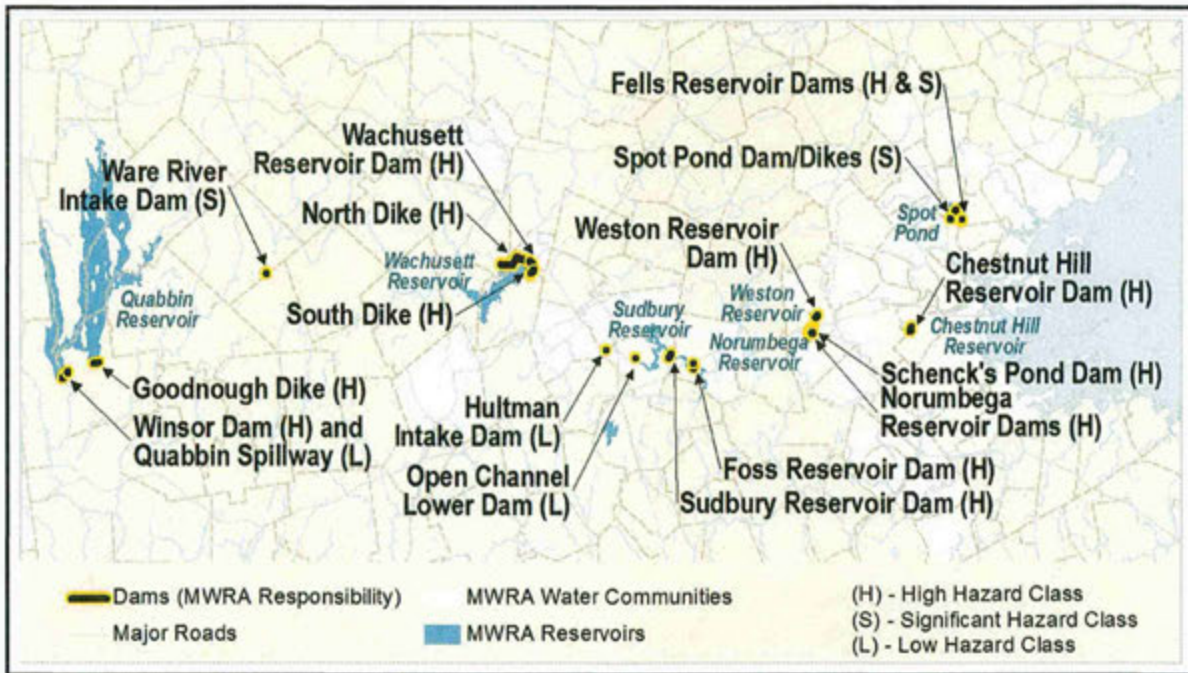 Fells Reservoir Dams (H & S)
Wachusett
Reservoir Dam (H)
Spot Pond Dam/Dikes (S)
Ware River
Intake Dam (S)
North Dike (H)
Spot
Pond
Weston Reservoir
Dam (H)
Wachusett
Reservoir
Chestnut Hill
Reservoir Dam (H)
Quabbin
Reservoir
South Dike (H)
Sudbury
Reservoir
Weston
Reservoir
Chestnut Hill
Reservoir
Norumbega
Reservoir
Goodnough Dike (H)
Schenck's Pond Dam (H)
Norumbega
Reservoir Dams (H)
Winsor Dam (H) and
Quabbin Spillway (L)
Hultman
Intake Dam (L)
Foss Reservoir Dam (H)
Open Channel
Lower Dam (L)
Sudbury Reservoir Dam (H)
Dams (MWRA Responsibility)
MWRA Water Communities
(H) - High Hazard Class
Major Roads
MWRA Reservoirs
(S) - Significant Hazard Class
(L) - Low Hazard Class